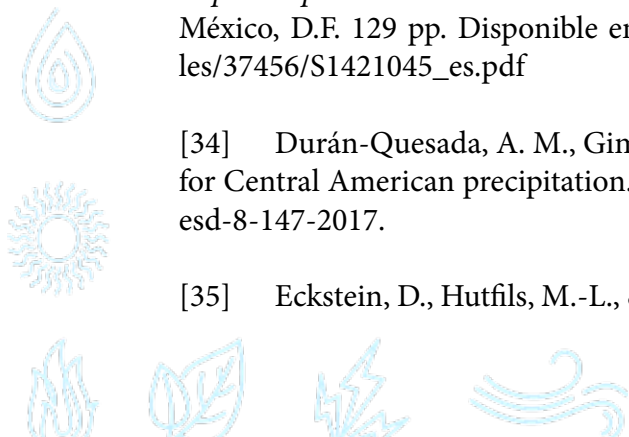 México, D.F. 129 pp. Disponible en
les/37456/S1421045_es.pdf
[34] Durán-Quesada, A. M., Gim
for Central American precipitation.
esd-8-147-2017.
[35] Eckstein, D., Hutfils, M.-L.,